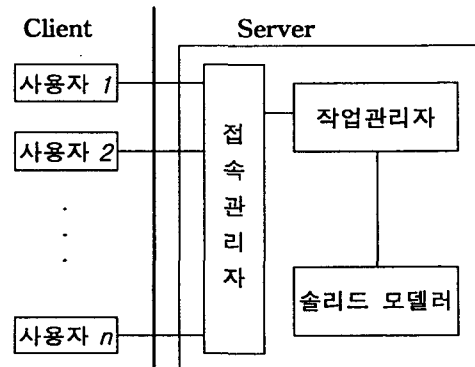 Client
Server
사용자 1
사용자 2
사용자 n
접속관리자
작업관리자
솔리드 모델러